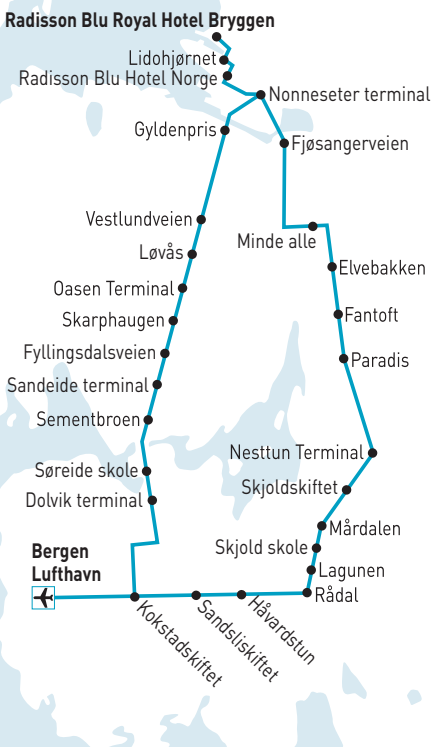 Radisson Blu Royal Hotel Bryggen
Lidohjørnet
Radisson Blu Hotel Norge
Nonneseter terminal
Gyldenpris
Fjøsangerveien
Vestlundveien
Minde alle
Løvås
Elvebakken
Oasen Terminal
Fantoft
Skarphaugen
Fyllingsdalsveien
Paradis
Sandeide terminal
Sementbroen
Nesttun Terminal
Søreide skole
Skjoldskiftet
Dolvik terminal
Mårdalen
Skjold skole
Bergen
Lufthavn
Lagunen
Rådal
Kokstadskiftet
Sandsliskiftet
Håvardstun